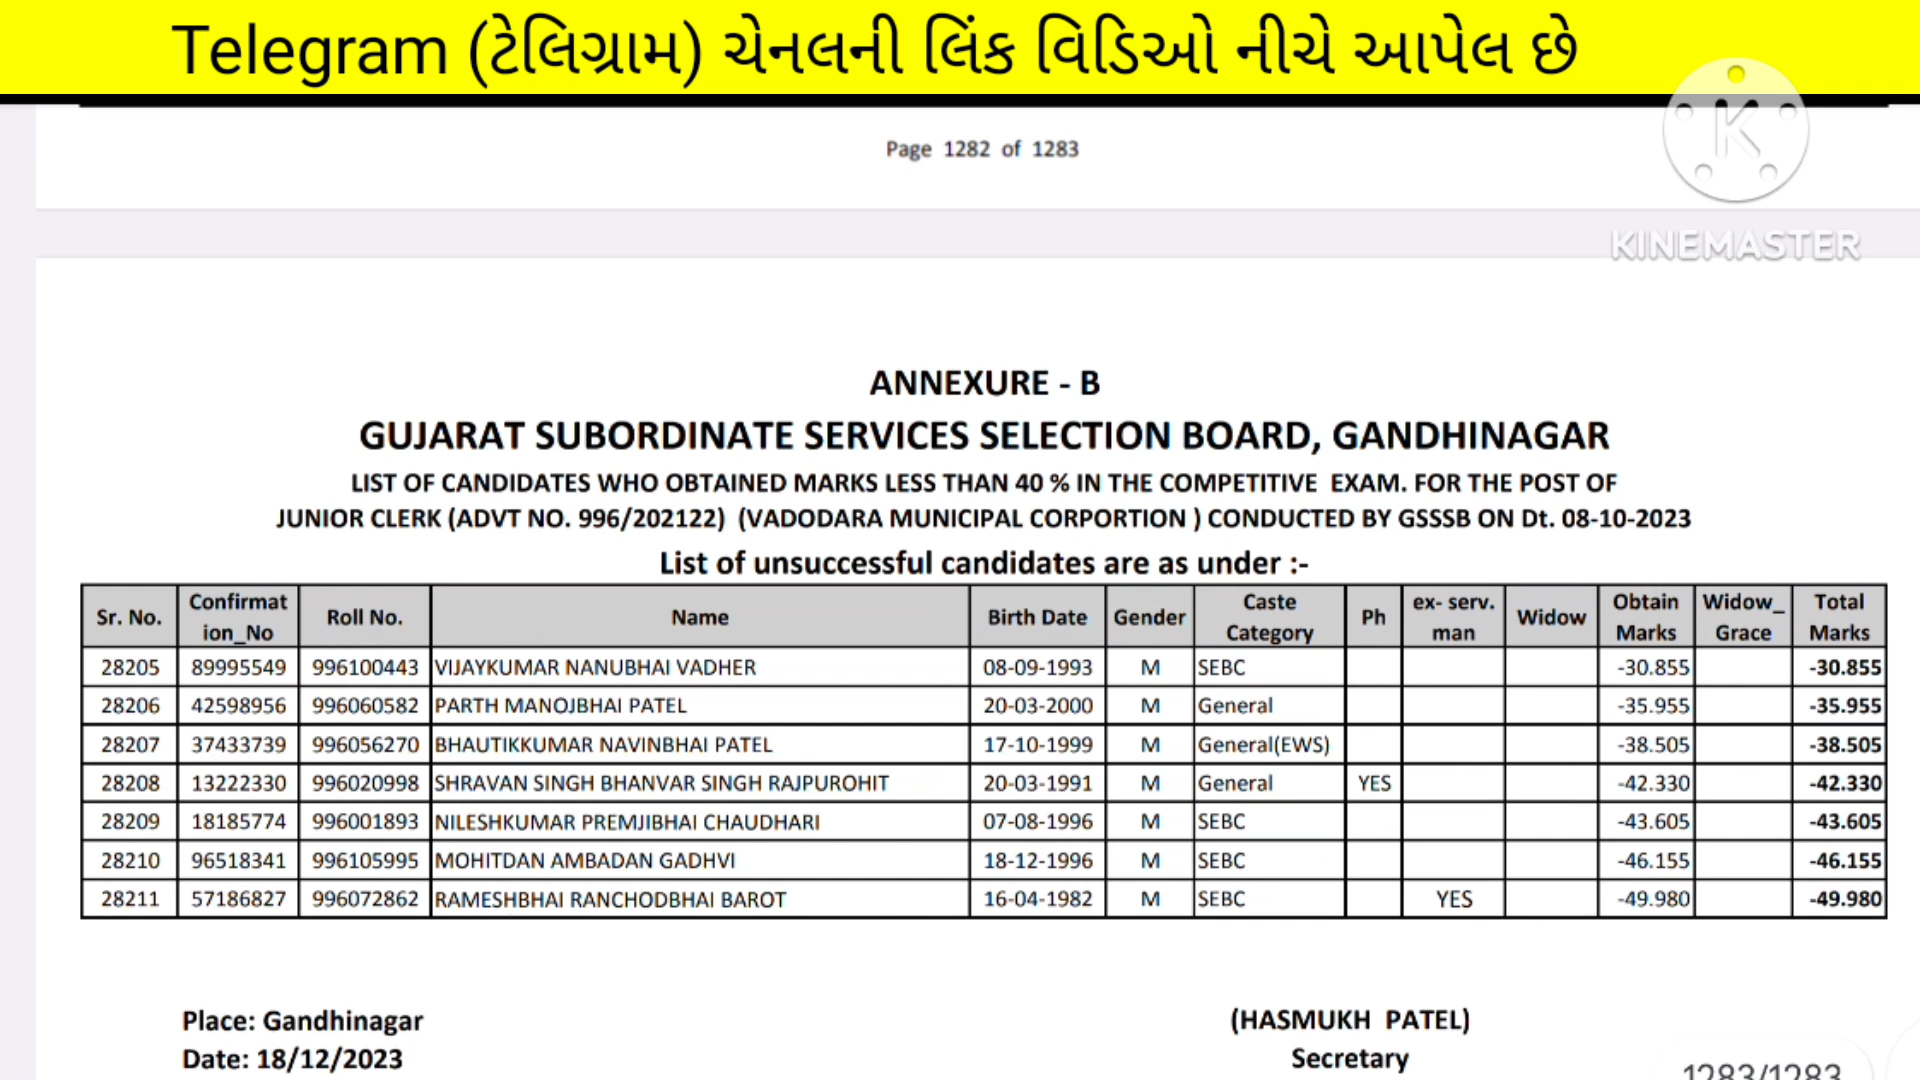 Telegram (ટેલિગ્રામ) ચેનલની લિંક વિડિઓ નીચે આપેલ છે
Page 1282 of 1283
K
KINEMASTER
ANNEXURE - B
GUJARAT SUBORDINATE SERVICES SELECTION BOARD, GANDHINAGAR
LIST OF CANDIDATES WHO OBTAINED MARKS LESS THAN 40 % IN THE COMPETITIVE EXAM. FOR THE POST OF
JUNIOR CLERK (ADVT NO. 996/202122) (VADODARA MUNICIPAL CORPORTION ) CONDUCTED BY GSSSB ON Dt. 08-10-2023
List of unsuccessful candidates are as under :-
Sr. No. Confirmation_No Roll No. Name Birth Date Gender Caste Category Ph ex- serv. man Widow Obtain Marks Widow_Grace Total Marks
28205 89995549 996100443 VIJAYKUMAR NANUBHAI VADHER 08-09-1993 M SEBC -30.855 -30.855
28206 42598956 996060582 PARTH MANOJBHAI PATEL 20-03-2000 M General -35.955 -35.955
28207 37433739 996056270 BHAUTIKKUMAR NAVINBHAI PATEL 17-10-1999 M General(EWS) -38.505 -38.505
28208 13222330 996020998 SHRAVAN SINGH BHANVAR SINGH RAJPUROHIT 20-03-1991 M General YES -42.330 -42.330
28209 18185774 996001893 NILESHKUMAR PREMJIBHAI CHAUDHARI 07-08-1996 M SEBC -43.605 -43.605
28210 96518341 996105995 MOHITDAN AMBADAN GADHVI 18-12-1996 M SEBC -46.155 -46.155
28211 57186827 996072862 RAMESHBHAI RANCHODBHAI BAROT 16-04-1982 M SEBC YES -49.980 -49.980
Place: Gandhinagar
(HASMUKH PATEL)
Date: 18/12/2023
Secretary
1283/1283